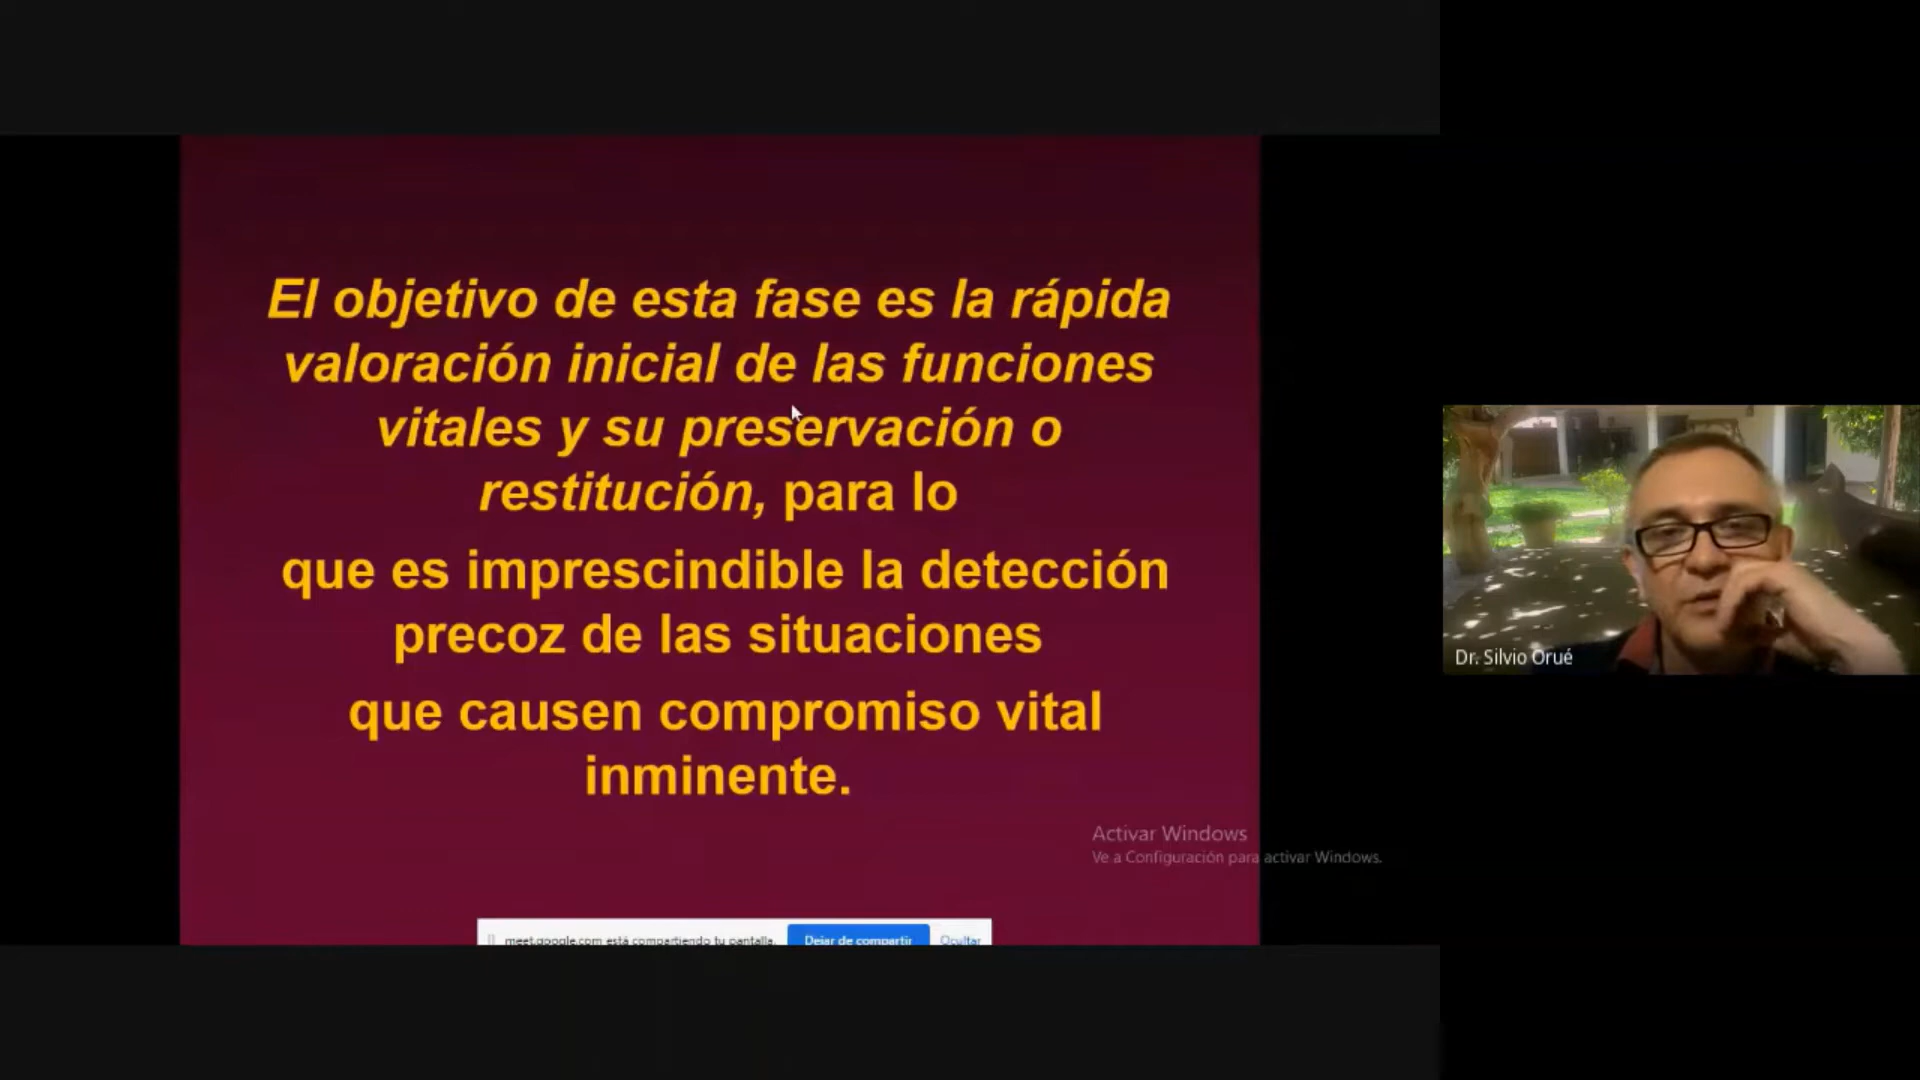 El objetivo de esta fase es la rápida
valoración inicial de las funciones
vitales y su preservación o
restitución, para lo
que es imprescindible la detección
precoz de las situaciones
que causen compromiso vital
inminente.
Activar Windows
Ve a Configuración para activar Windows.
meet.google.com está compartiendo tu pantalla.
Dejar de compartir
Ocultar
Dr. Silvio Orué